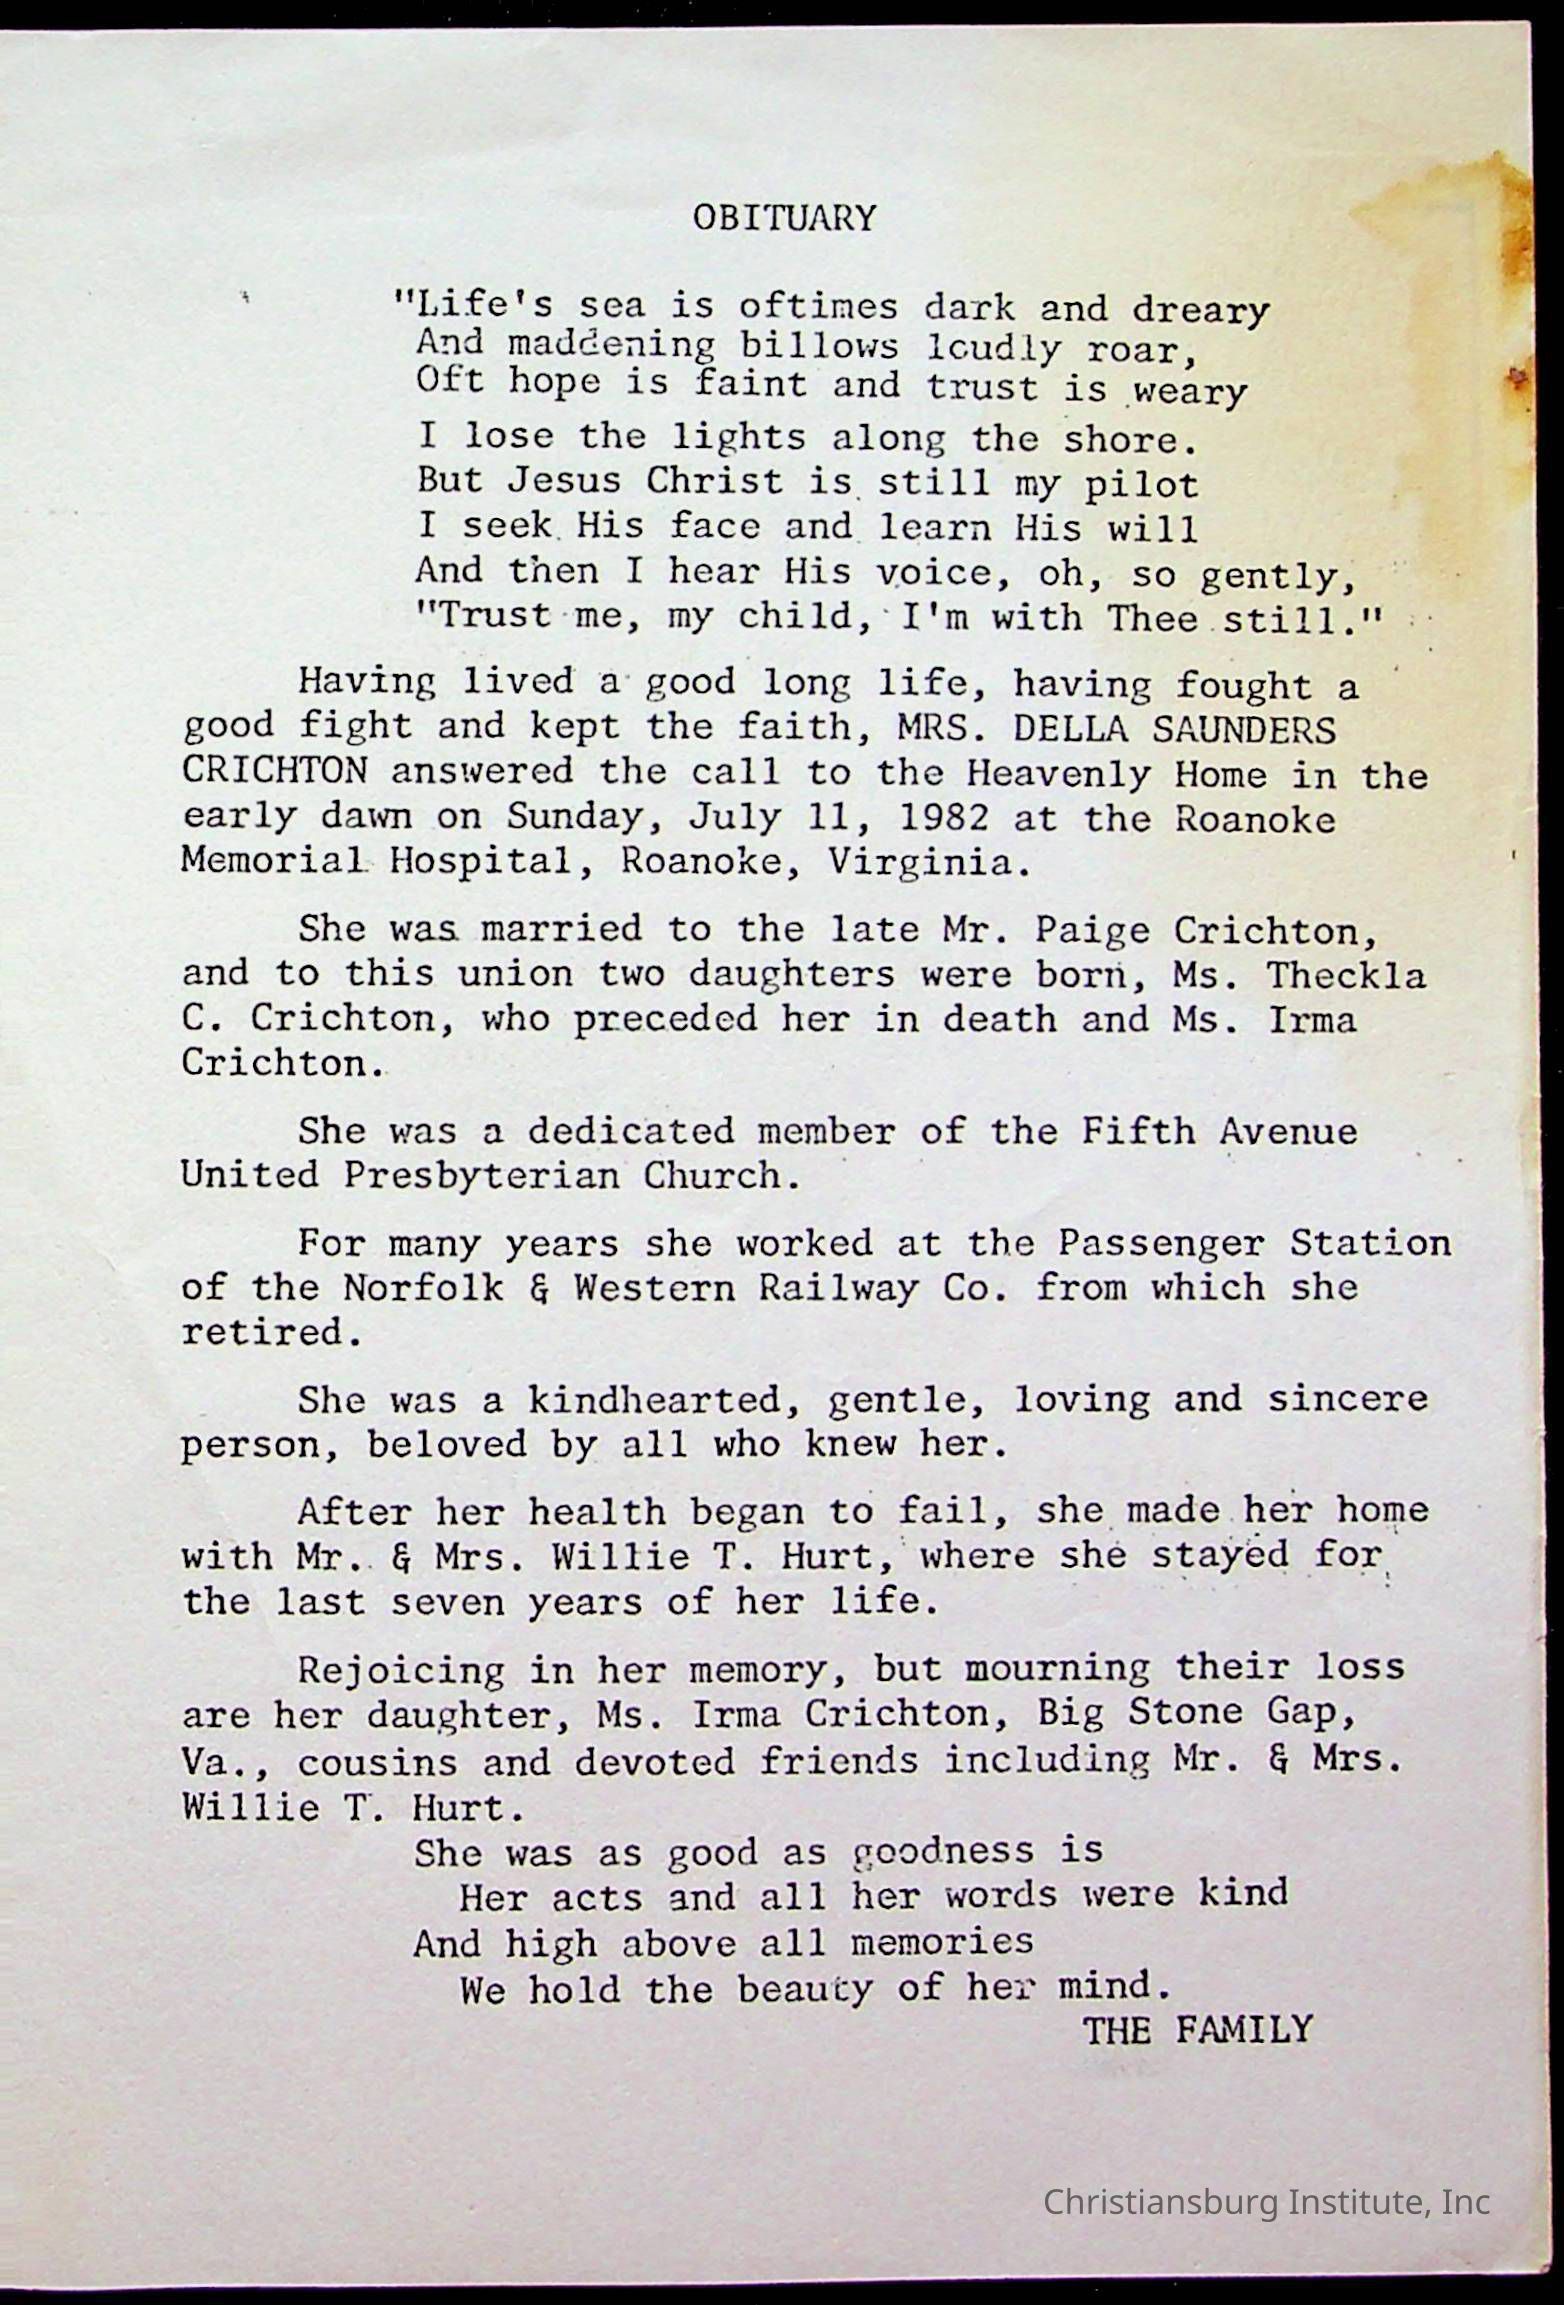 OBITUARY
"Life's sea is oftimes dark and dreary
And maddening billows loudly roar,
Oft hope is faint and trust is weary
I lose the lights along the shore.
But Jesus Christ is still my pilot
I seek His face and learn His will
And then I hear His voice, oh, so gently,
"Trust me, my child, I'm with Thee still."
Having lived a good long life, having fought a
good fight and kept the faith, MRS. DELLA SAUNDERS
CRICHTON answered the call to the Heavenly Home in the
early dawn on Sunday, July 11, 1982 at the Roanoke
Memorial Hospital, Roanoke, Virginia.
She was married to the late Mr. Paige Crichton,
and to this union two daughters were born, Ms. Theckla
C. Crichton, who preceded her in death and Ms. Irma
Crichton.
She was a dedicated member of the Fifth Avenue
United Presbyterian Church.
For many years she worked at the Passenger Station
of the Norfolk & Western Railway Co. from which she
retired.
She was a kindhearted, gentle, loving and sincere
person, beloved by all who knew her.
After her health began to fail, she made her home
with Mr. & Mrs. Willie T. Hurt, where she stayed for
the last seven years of her life.
Rejoicing in her memory, but mourning their loss
are her daughter, Ms. Irma Crichton, Big Stone Gap,
Va., cousins and devoted friends including Mr. & Mrs.
Willie T. Hurt.
She was as good as goodness is
Her acts and all her words were kind
And high above all memories
We hold the beauty of her mind.
THE FAMILY
Christiansburg Institute, Inc